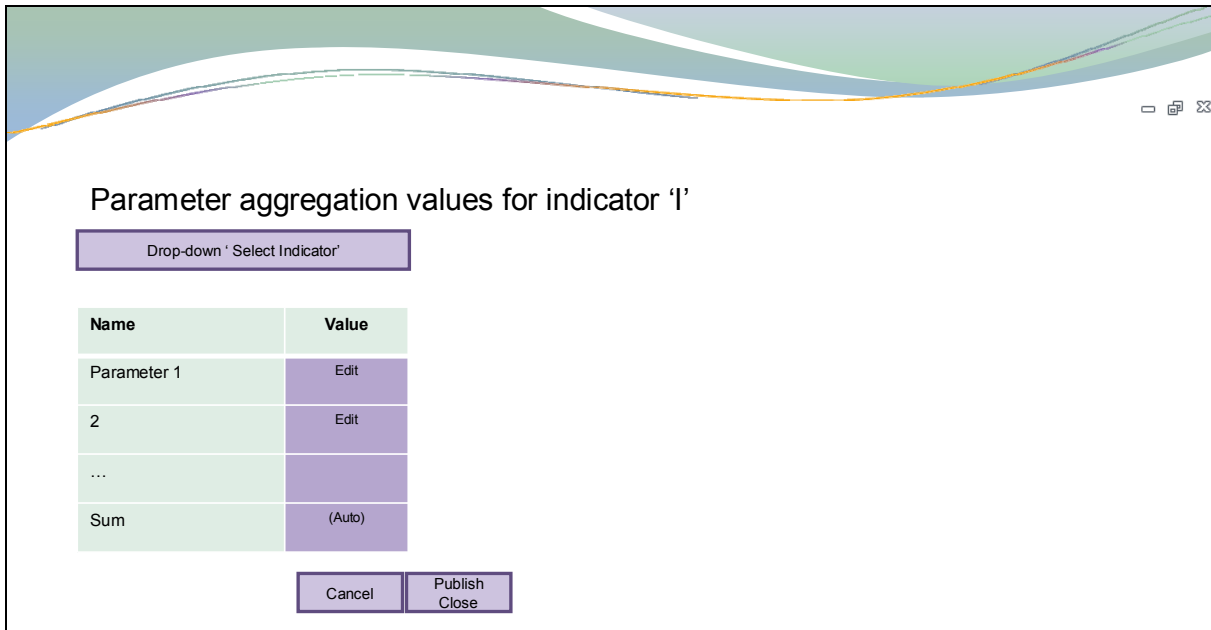 Parameter aggregation values for indicator ‘I’
Drop-down ‘ Select Indicator’
Name Value
Parameter 1 Edit
2 Edit
…
Sum (Auto)
Cancel
Publish
Close